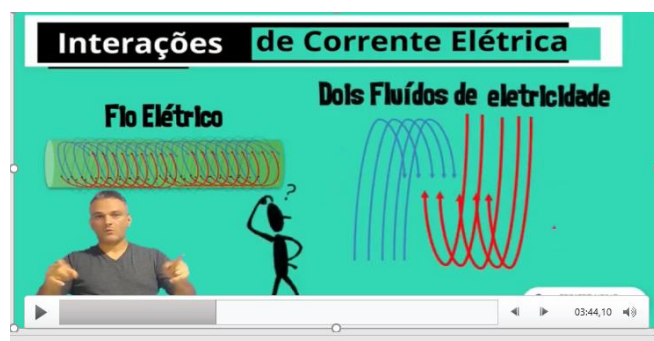 Interações de Corrente Elétrica
Dois Fluídos de eletricidade
Fio Elétrico
?
03:44,10